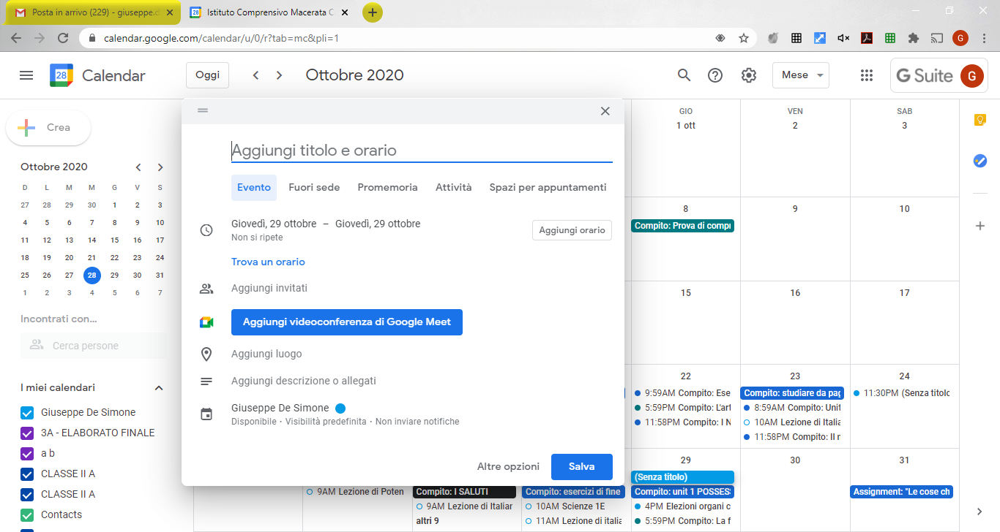 Posta in arrivo (229) - giuseppe.d
Istituto Comprensivo Macerata C
calendar.google.com/calendar/u/0/r?tab=mc&pli=1
G
28
Calendar
Oggi
Ottobre 2020
Mese
G Suite
G
Crea
Ottobre 2020
D L M M G V S
27 28 29 30 1 2 3
4 5 6 7 8 9 10
11 12 13 14 15 16 17
18 19 20 21 22 23 24
25 26 27 28 29 30 31
1 2 3 4 5 6 7
Incontrati con...
Cerca persone
I miei calendari
Giuseppe De Simone
3A - ELABORATO FINALE
a b
CLASSE II A
CLASSE II A
Contacts
Aggiungi titolo e orario
Evento Fuori sede Promemoria Attività Spazi per appuntamenti
Giovedì, 29 ottobre – Giovedì, 29 ottobre
Non si ripete
Aggiungi orario
Trova un orario
Aggiungi invitati
Aggiungi videoconferenza di Google Meet
Aggiungi luogo
Aggiungi descrizione o allegati
Giuseppe De Simone
Disponibile · Visibilità predefinita · Non inviare notifiche
Altre opzioni
Salva
GIO VEN SAB
1 ott 2 3
8 9 10
Compito: Prova di compr
15 16 17
22 23 24
9:59AM Compito: Ese
5:59PM Compito: L'art
11:58PM Compito: I N
Compito: studiare da pag
8:59AM Compito: Unit
10AM Lezione di Italia
11:58PM Compito: Il r
11:30PM (Senza titolo
29 30 31
(Senza titolo)
9AM Lezione di Poten
Compito: I SALUTI
9AM Lezione di Italiar
altri 9
Compito: esercizi di fine
10AM Scienze 1E
11AM Lezione di italia
Compito: unit 1 POSSES
4PM Elezioni organi c
5:59PM Compito: La f
Assignment: "Le cose ch